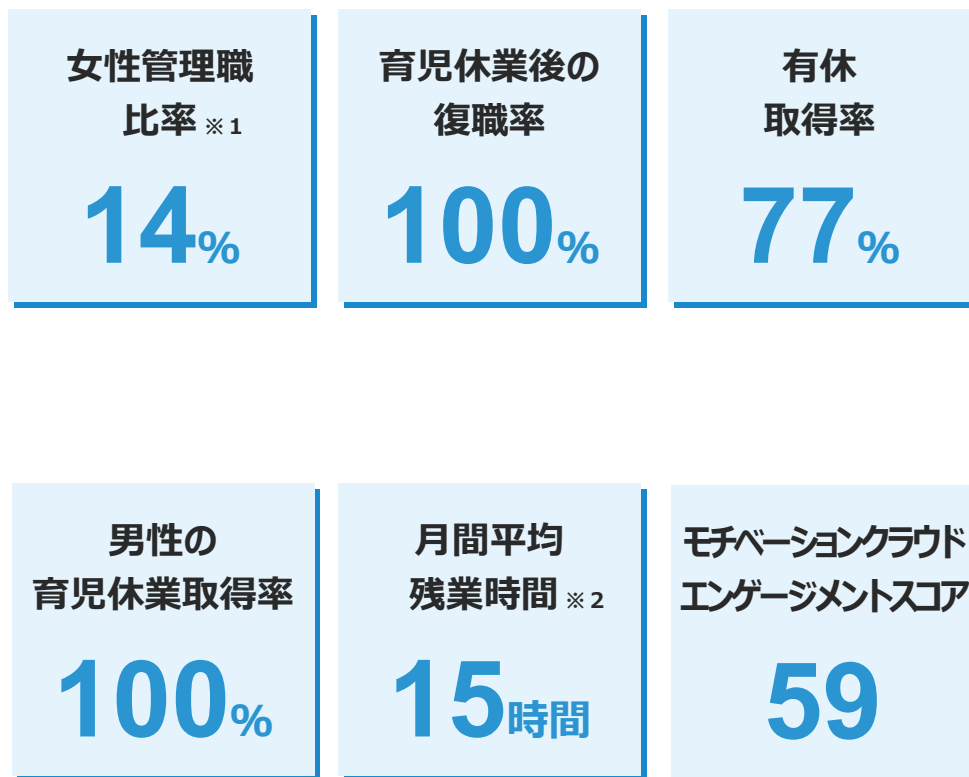 女性管理職
比率 ※1
14%
育児休業後の
復職率
100%
有休
取得率
77%
男性の
育児休業取得率
100%
月間平均
残業時間 ※2
15時間
モチベーションクラウド
エンゲージメントスコア
59